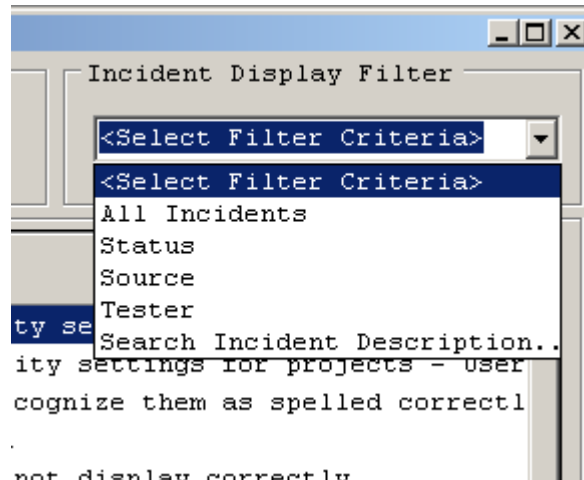 Incident Display Filter
<Select Filter Criteria>
<Select Filter Criteria>
All Incidents
Status
Source
Tester
ty se
Search Incident Description..
ity settings for projects - User
cognize them as spelled correctl
.
not display correctly